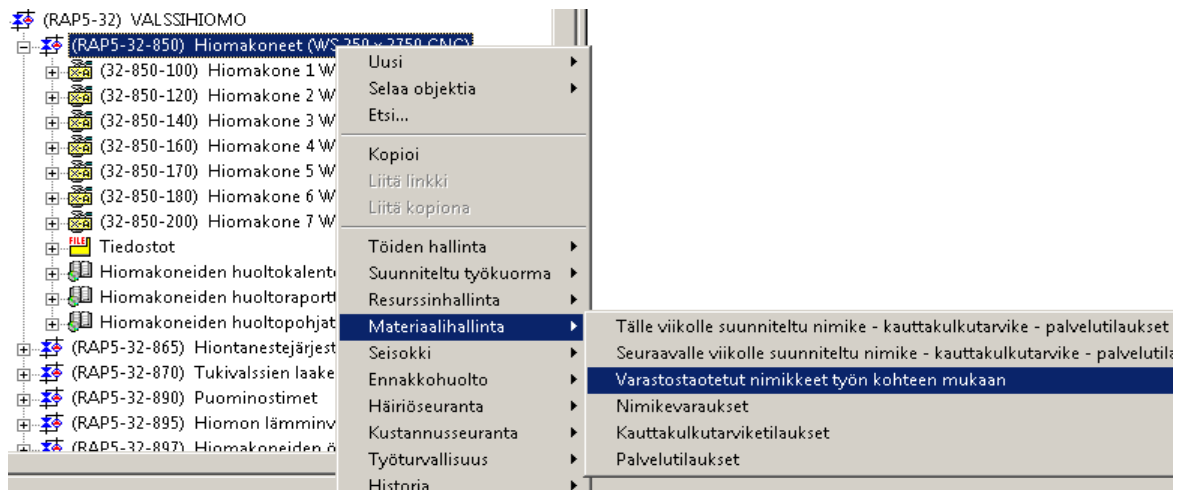 (RAP5-32) VALSSIHIOMO
(RAP5-32-850) Hiomakoneet (WS 250 x 2750 CNC)
(32-850-100) Hiomakone 1 W
(32-850-120) Hiomakone 2 W
(32-850-140) Hiomakone 3 W
(32-850-160) Hiomakone 4 W
(32-850-170) Hiomakone 5 W
(32-850-180) Hiomakone 6 W
(32-850-200) Hiomakone 7 W
FILE Tiedostot
Hiomakoneiden huoltokalent
Hiomakoneiden huoltoraport
Hiomakoneiden huoltopohjat
(RAP5-32-865) Hiontanestejärjest
(RAP5-32-870) Tukivalssien laake
(RAP5-32-890) Puominostimet
(RAP5-32-895) Hiomon lämminv
(RAP5-32-897) Hiomakoneiden ö
Uusi
Selaa objektia
Etsi...
Kopioi
Liitä linkki
Liitä kopiona
Töiden hallinta
Suunniteltu työkuorma
Resurssinhallinta
Materiaalihallinta
Seisokki
Ennakkohuolto
Häiriöseuranta
Kustannusseuranta
Työturvallisuus
Historia
Tälle viikolle suunniteltu nimike - kauttakulkutarvike - palvelutilaukset
Seuraavalle viikolle suunniteltu nimike - kauttakulkutarvike - palvelutila
Varastostaotetut nimikkeet työn kohteen mukaan
Nimikevaraukset
Kauttakulkutarviketilaukset
Palvelutilaukset